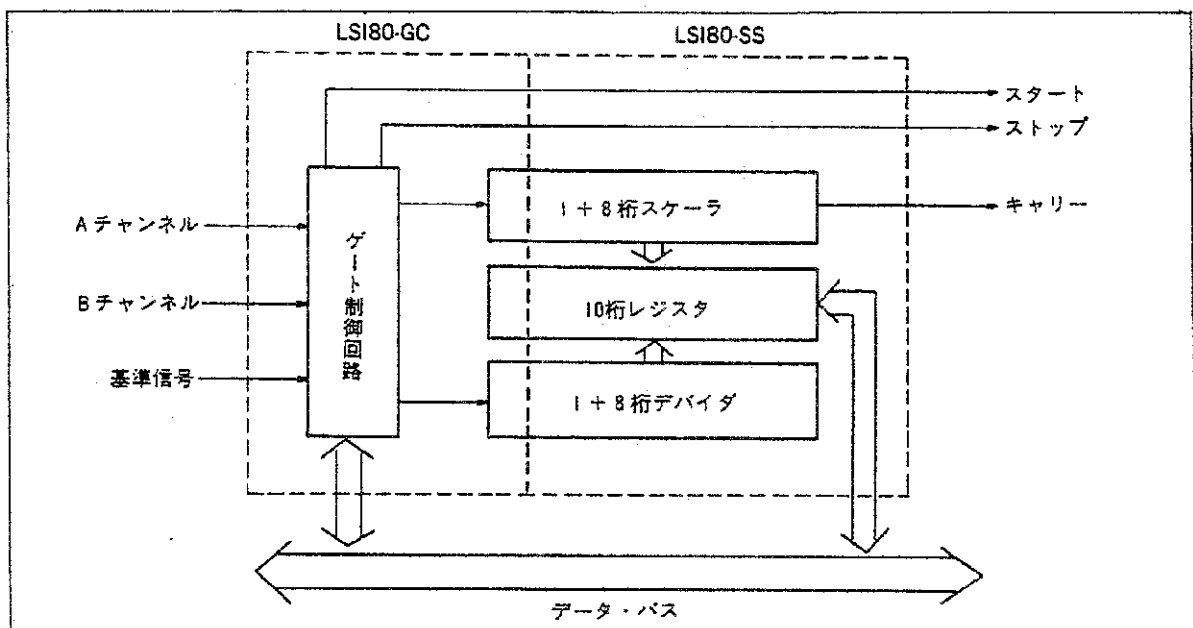 LSI80-GC
LSI80-SS
スタート
ストップ
1+8桁スケーラ
キャリー
Aチャンネル
Bチャンネル
基準信号
ゲート制御回路
10桁レジスタ
1+8桁デバイダ
データ・バス